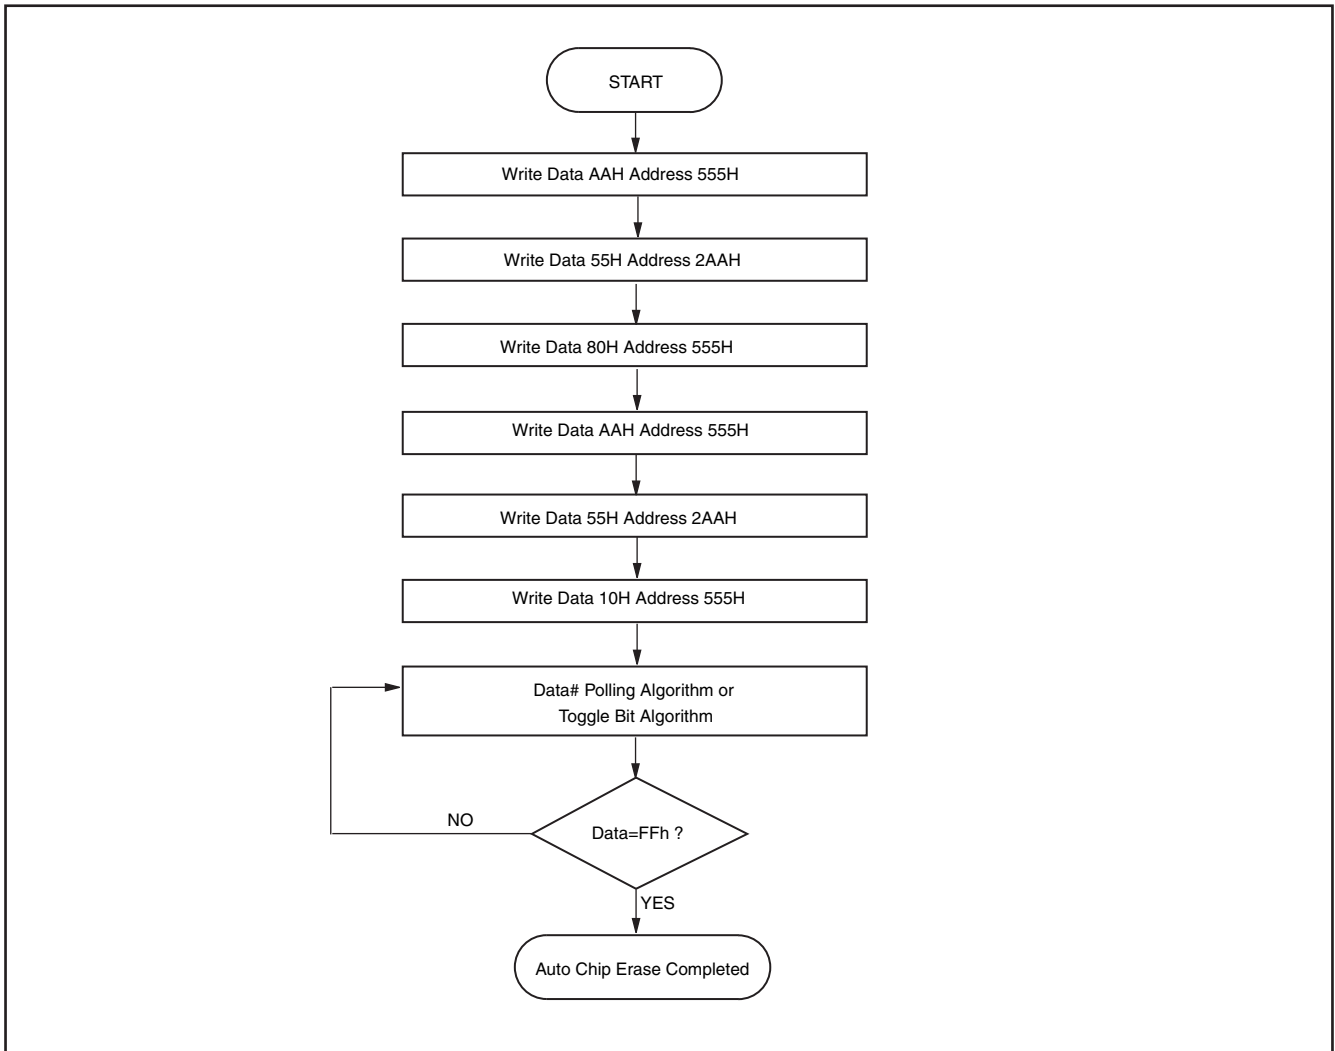 START
Write Data AAH Address 555H
Write Data 55H Address 2AAH
Write Data 80H Address 555H
Write Data AAH Address 555H
Write Data 55H Address 2AAH
Write Data 10H Address 555H
Data# Polling Algorithm or
Toggle Bit Algorithm
NO
Data=FFh ?
YES
Auto Chip Erase Completed